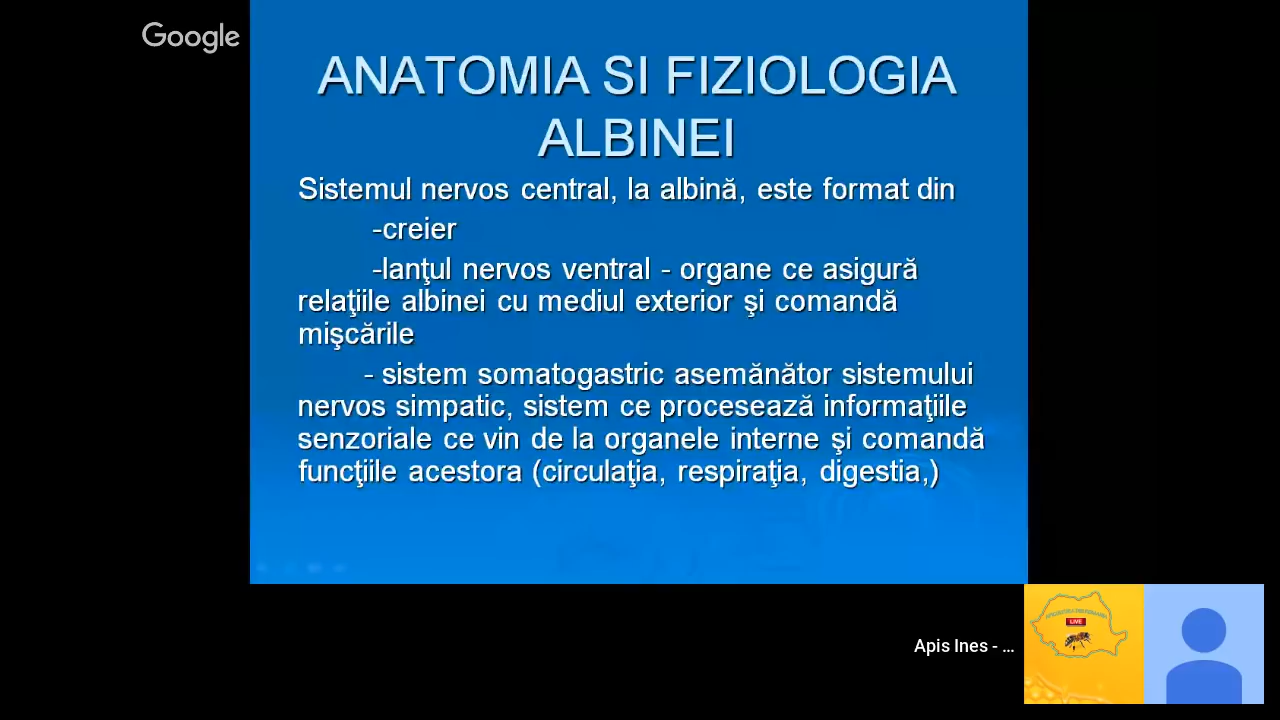 Google
ANATOMIA SI FIZIOLOGIA
ALBINEI
Sistemul nervos central, la albină, este format din
-creier
-lanţul nervos ventral - organe ce asigură
relaţiile albinei cu mediul exterior şi comandă
mişcările
- sistem somatogastric asemănător sistemului
nervos simpatic, sistem ce procesează informaţiile
senzoriale ce vin de la organele interne şi comandă
funcţiile acestora (circulaţia, respiraţia, digestia,)
LIVE
Apis Ines - ...